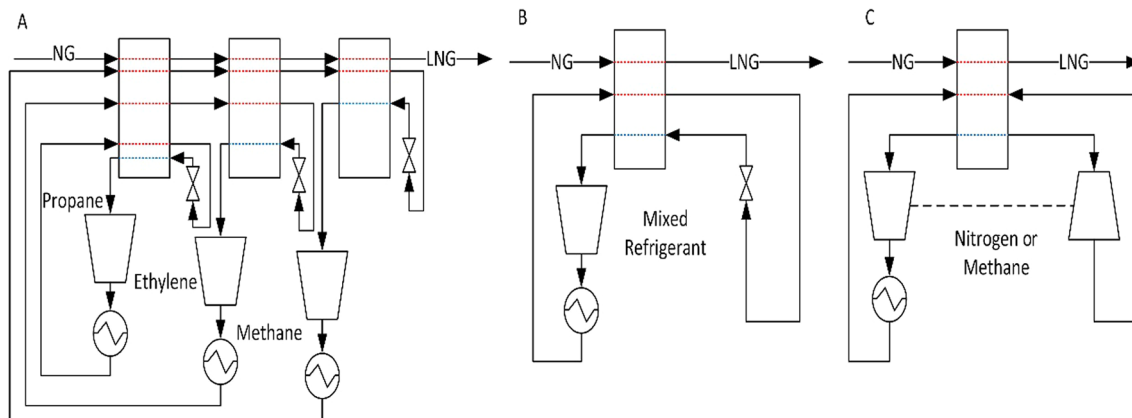 A
NG
LNG
Propane
Ethylene
Methane
B
NG
LNG
Mixed
Refrigerant
C
NG
LNG
Nitrogen or
Methane